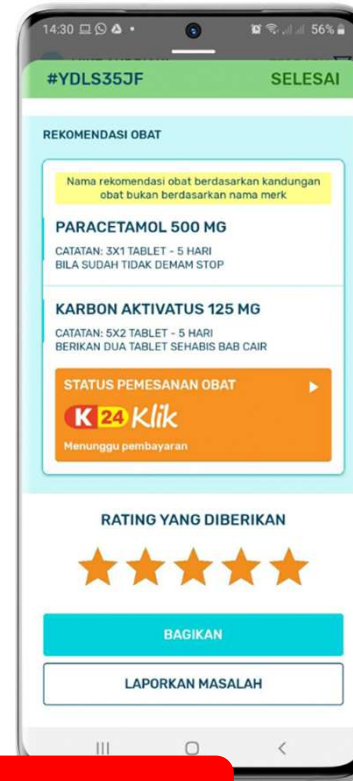 14:30 56%
#YDLS35JF SELESAI
REKOMENDASI OBAT
Nama rekomendasi obat berdasarkan kandungan
obat bukan berdasarkan nama merk
PARACETAMOL 500 MG
CATATAN: 3X1 TABLET - 5 HARI
BILA SUDAH TIDAK DEMAM STOP
KARBON AKTIVATUS 125 MG
CATATAN: 5X2 TABLET - 5 HARI
BERIKAN DUA TABLET SEHABIS BAB CAIR
STATUS PEMESANAN OBAT
K 24 Klik
Menunggu pembayaran
RATING YANG DIBERIKAN
BAGIKAN
LAPORKAN MASALAH